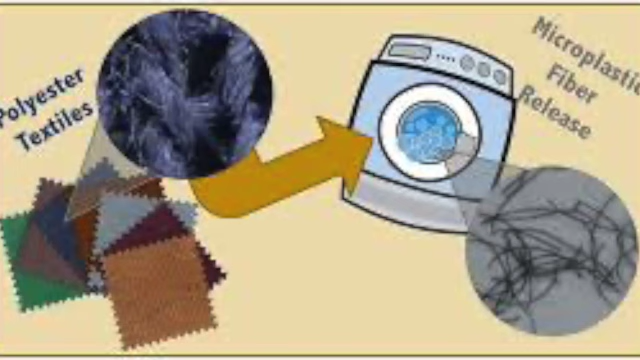 Polyester
Textiles
Microplastic
Fiber
Release